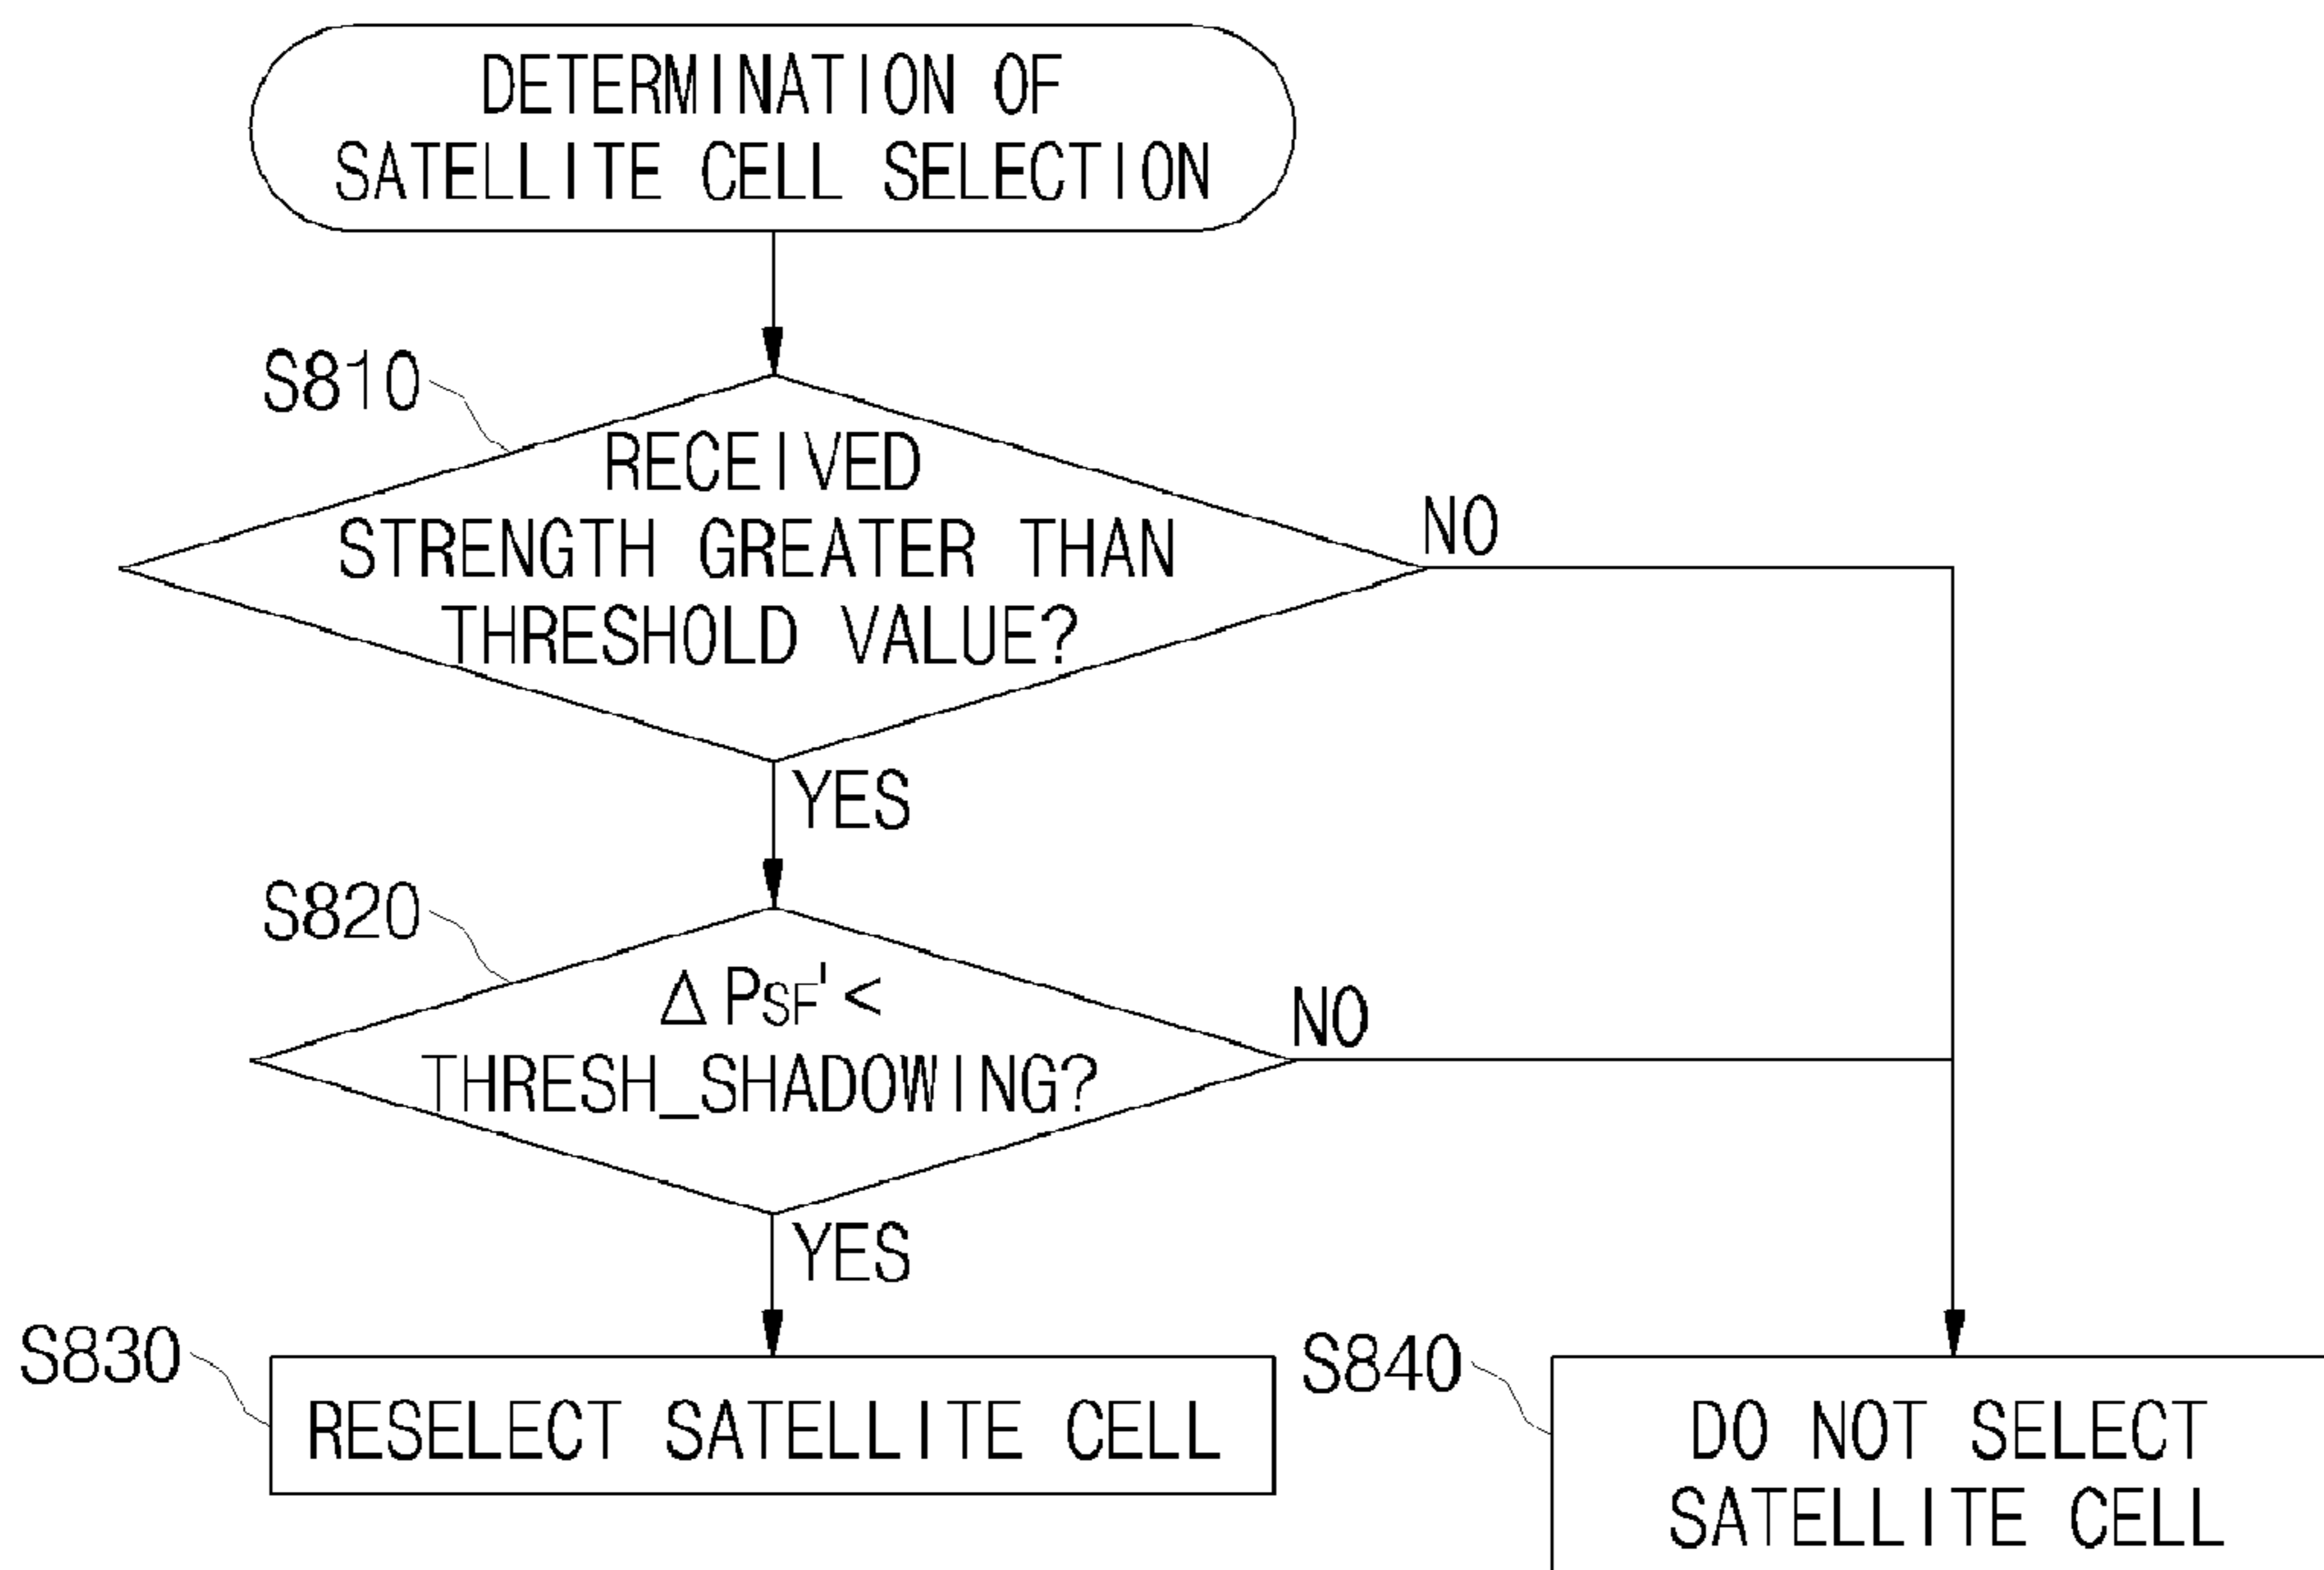 DETERMINATION OF
SATELLITE CELL SELECTION
S810
RECEIVED
STRENGTH GREATER THAN
THRESHOLD VALUE?
NO
YES
S820
ΔPSF'<
THRESH_SHADOWING?
NO
YES
S830
RESELECT SATELLITE CELL
S840
DO NOT SELECT
SATELLITE CELL